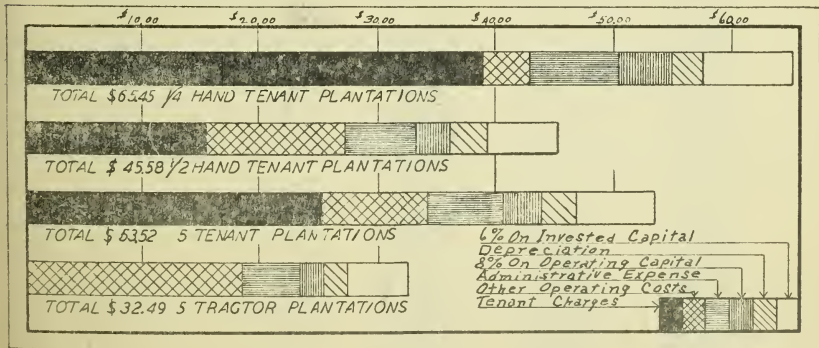 $10.00 $20.00 $30.00 $40.00 $50.00 $60.00
TOTAL $65.45 1/4 HAND TENANT PLANTATIONS
TOTAL $ 45.58 1/2 HAND TENANT PLANTATIONS
TOTAL $ 53.52 5 TENANT PLANTATIONS
TOTAL $32.49 5 TRACTOR PLANTATIONS
6% On Invested Capital
Depreciation
8% On Operating Capital
Administrative Expense
Other Operating Costs
Tenant Charges